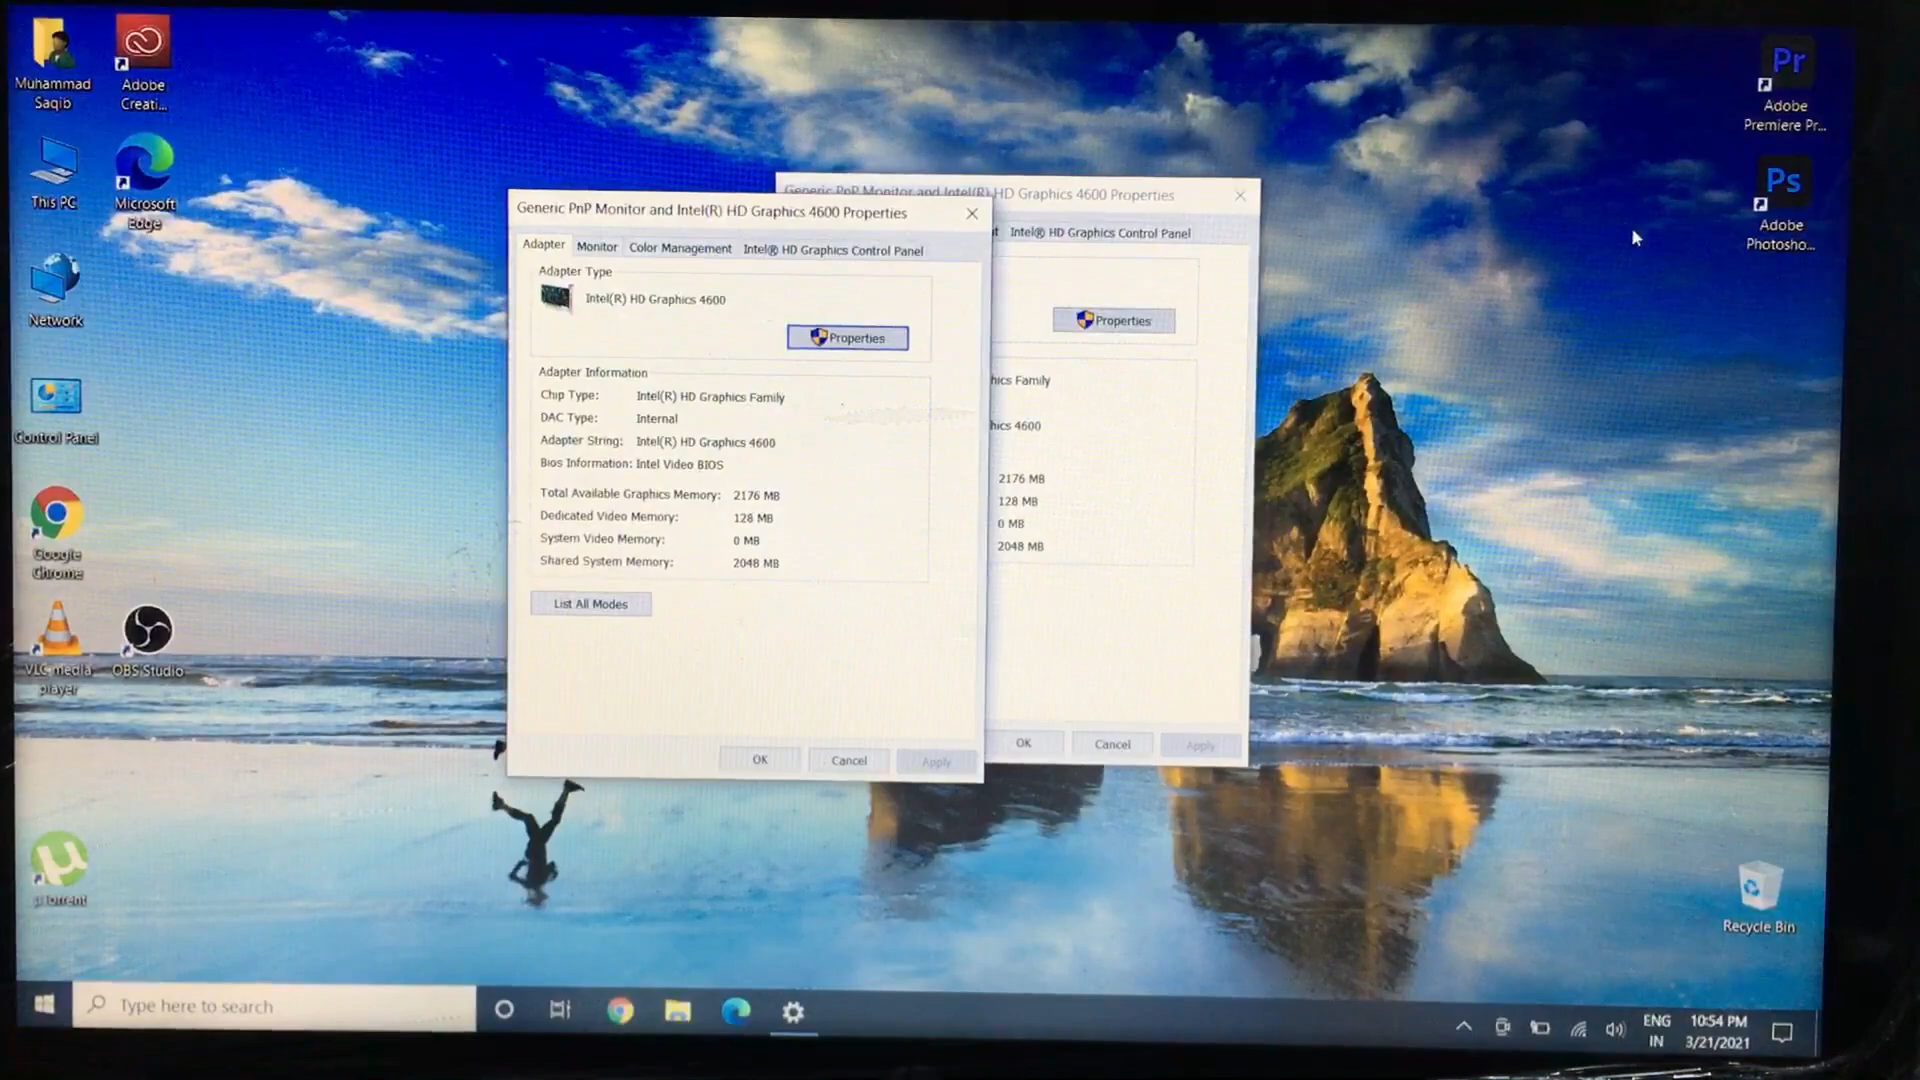 Muhammad
Saqib
Adobe
Creati...
This PC
Microsoft
Edge
Network
Control Panel
Google
Chrome
VLC media
player
OBS Studio
µTorrent
Pr
Adobe
Premiere Pr...
Ps
Adobe
Photosho...
Recycle Bin
Generic PnP Monitor and Intel(R) HD Graphics 4600 Properties
Intel® HD Graphics Control Panel
Properties
hics Family
hics 4600
2176 MB
128 MB
0 MB
2048 MB
OK
Cancel
Apply
Generic PnP Monitor and Intel(R) HD Graphics 4600 Properties
Adapter Monitor Color Management Intel® HD Graphics Control Panel
Adapter Type
Intel(R) HD Graphics 4600
Properties
Adapter Information
Chip Type: Intel(R) HD Graphics Family
DAC Type: Internal
Adapter String: Intel(R) HD Graphics 4600
Bios Information: Intel Video BIOS
Total Available Graphics Memory: 2176 MB
Dedicated Video Memory: 128 MB
System Video Memory: 0 MB
Shared System Memory: 2048 MB
List All Modes
OK Cancel Apply
Type here to search
ENG
IN
10:54 PM
3/21/2021